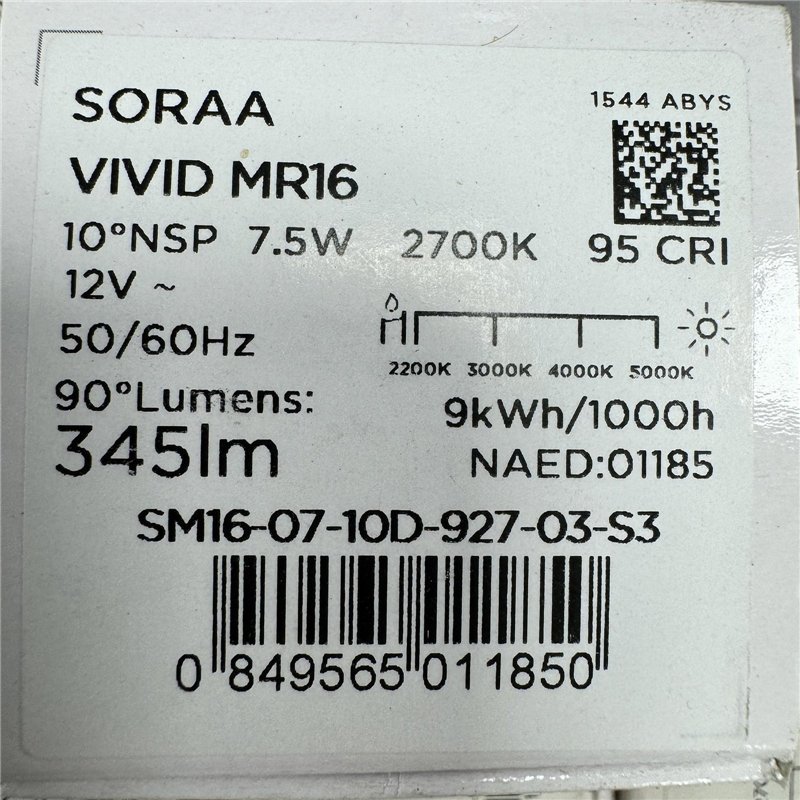 SORAA
1544 ABYS
VIVID MR16
10°NSP 7.5W 2700K 95 CRI
12V ~
50/60Hz
2200K 3000K 4000K 5000K
90°Lumens:
345lm
9kWh/1000h
NAED:01185
SM16-07-10D-927-03-S3
0 849565 011850